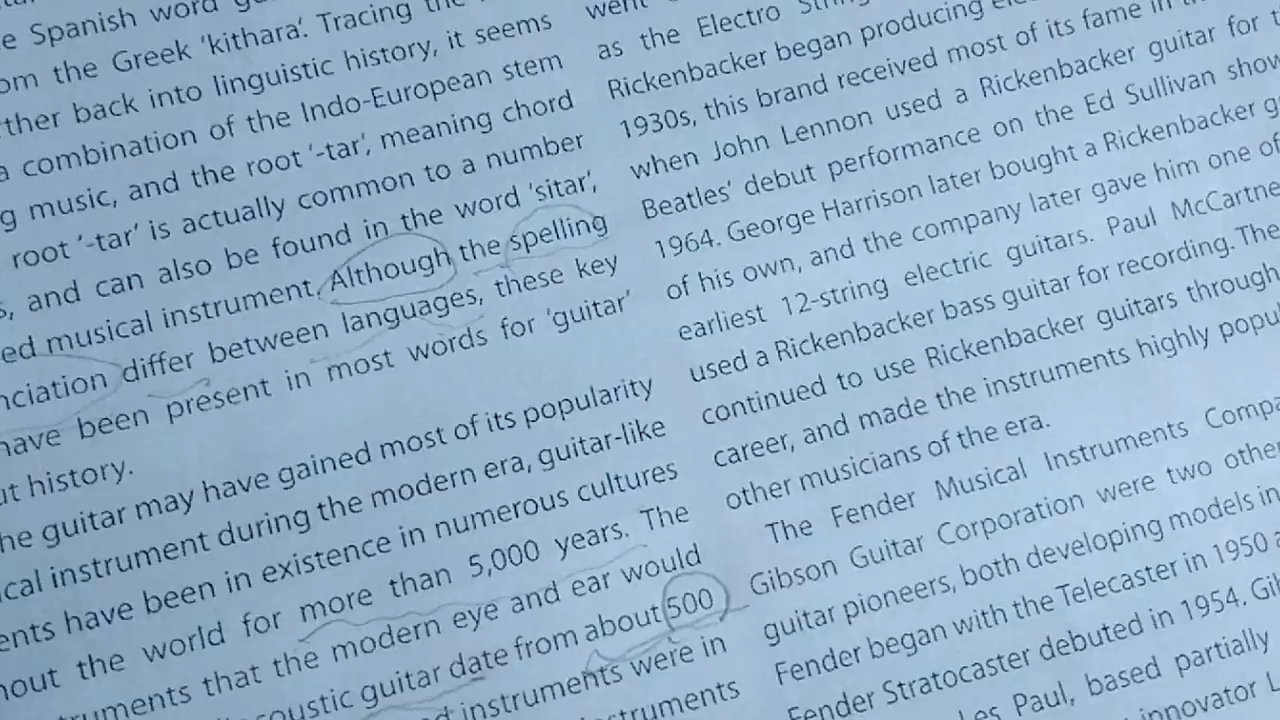 e Spanish word
om the Greek 'kithara'. Tracing the
ther back into linguistic history, it seems
a combination of the Indo-European stem
g music, and the root '-tar', meaning chord
root '-tar' is actually common to a number
s, and can also be found in the word 'sitar',
ed musical instrument. Although the spelling
nciation differ between languages, these key
have been present in most words for 'guitar'
ut history.
he guitar may have gained most of its popularity
ical instrument during the modern era, guitar-like
ents have been in existence in numerous cultures
hout the world for more than 5,000 years. The
truments that the modern eye and ear would
coustic guitar date from about 500
d instruments were in
struments
went
as the Electro
Rickenbacker began producing
1930s, this brand received most of its fame in
when John Lennon used a Rickenbacker guitar for
Beatles' debut performance on the Ed Sullivan show
1964. George Harrison later bought a Rickenbacker g
of his own, and the company later gave him one of
earliest 12-string electric guitars. Paul McCartne
used a Rickenbacker bass guitar for recording. The
continued to use Rickenbacker guitars through
career, and made the instruments highly popu
other musicians of the era.
The Fender Musical Instruments Compa
Gibson Guitar Corporation were two other
guitar pioneers, both developing models in
Fender began with the Telecaster in 1950 a
ender Stratocaster debuted in 1954. Gi
es Paul, based partially
innovator L